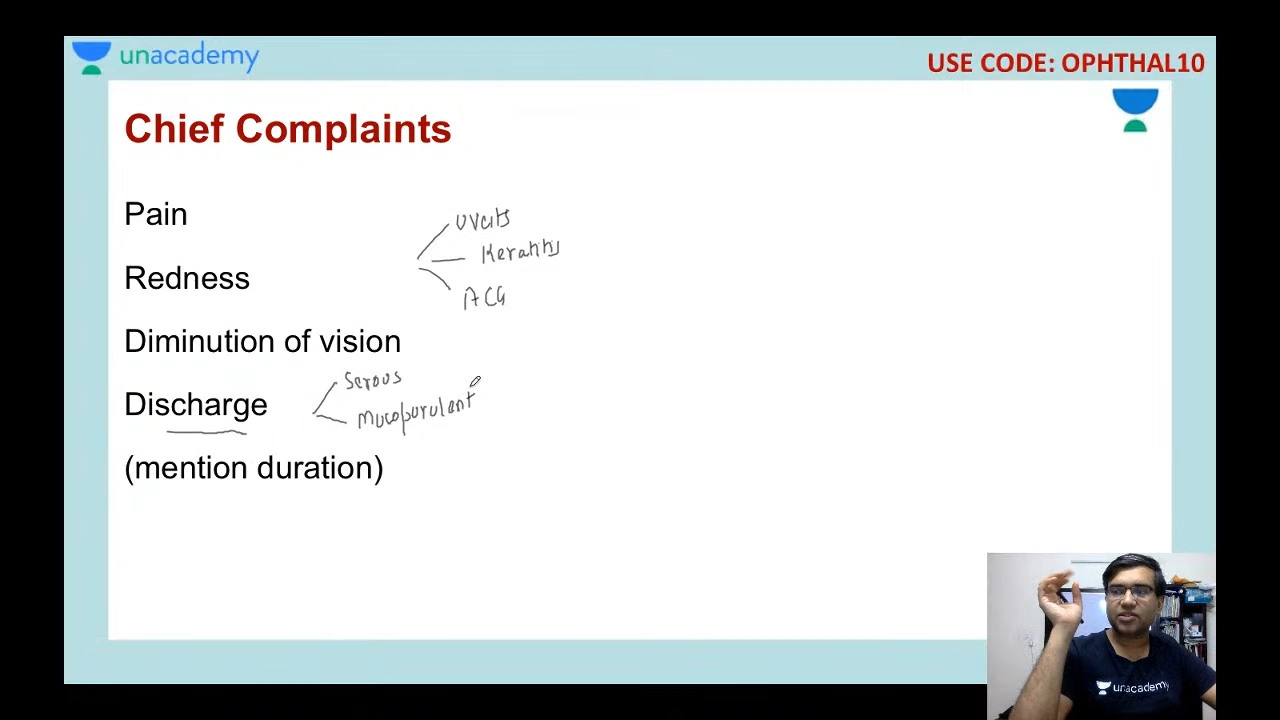 unacademy
USE CODE: OPHTHAL10
Chief Complaints
Pain
Uveitis
Keratitis
Redness
ACG
Diminution of vision
Serous
Discharge
Mucopurulent
(mention duration)
unacademy